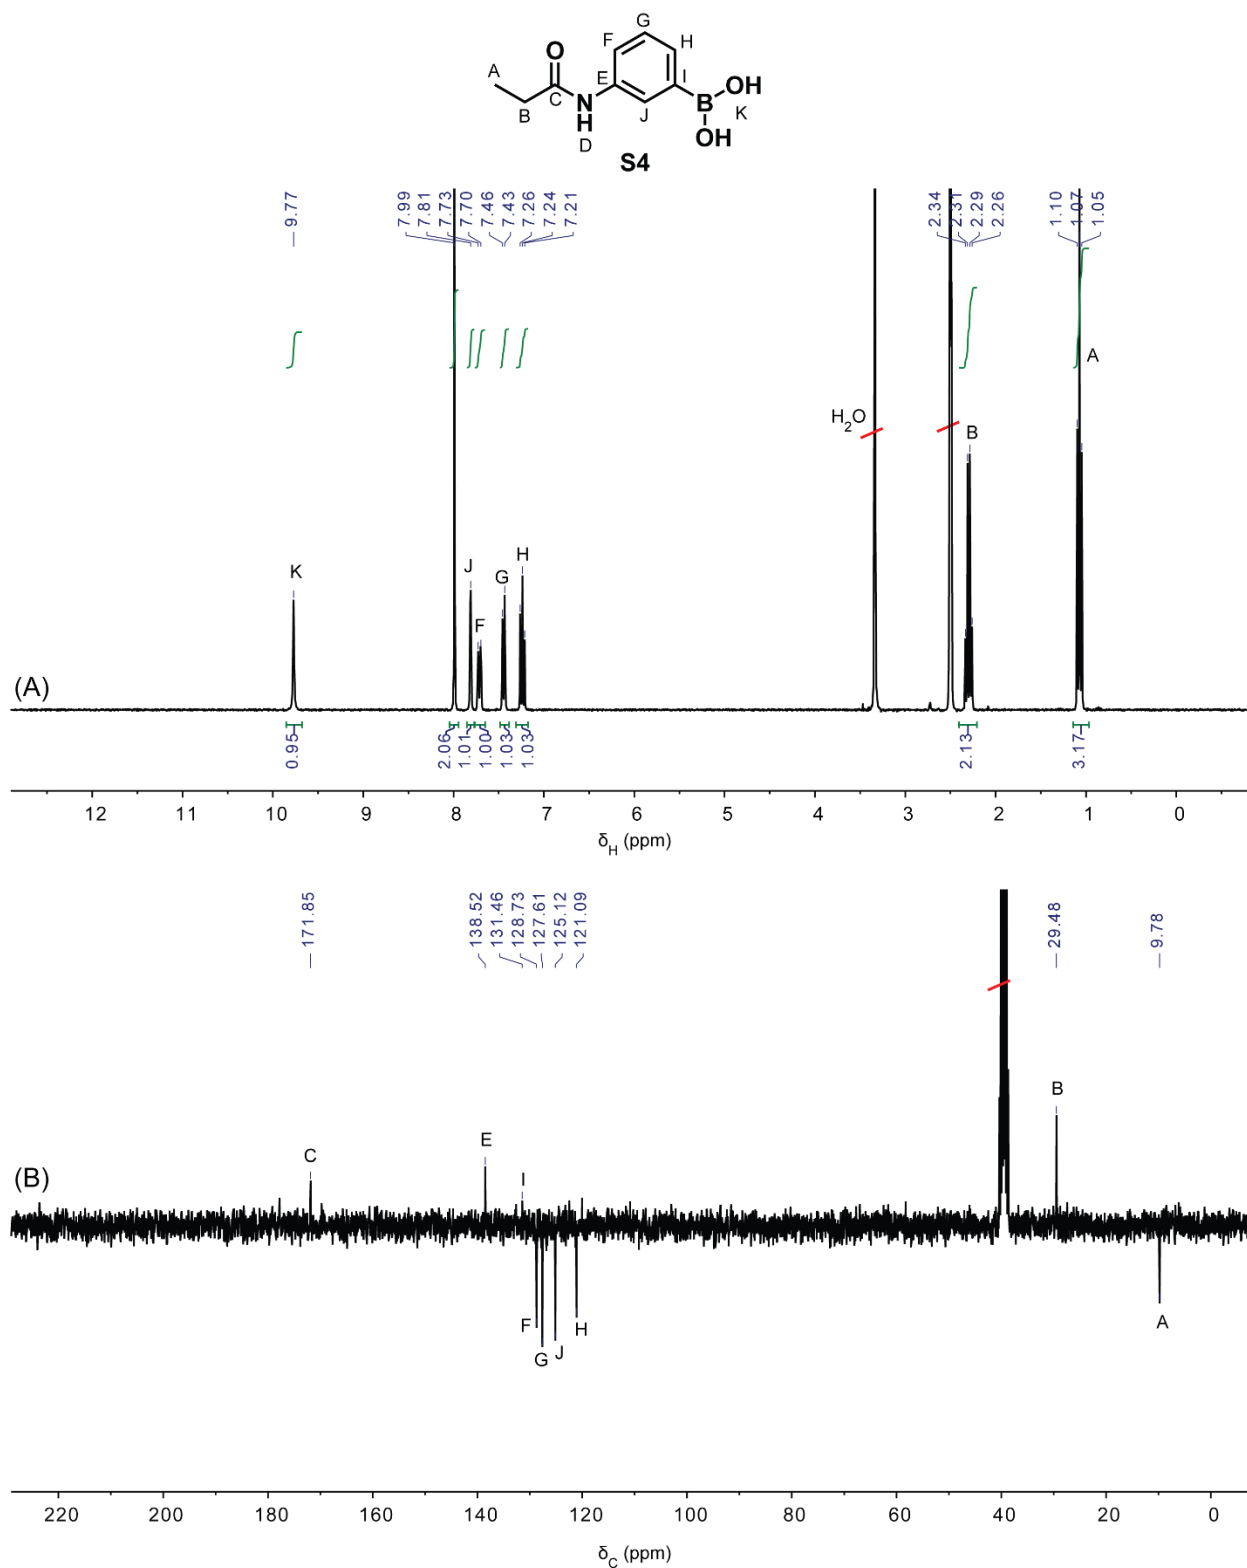 G
F
H
O
A
E
I
OH
C
N
B
K
B
H
J
D
OH
S4
9.77
7.99
7.81
7.73
7.70
7.46
7.43
7.26
7.24
7.21
2.34
2.31
2.29
2.26
1.10
1.07
1.05
A
H2O
B
K
J
H
G
F
(A)
0.95
2.06
1.01
1.00
1.03
1.03
2.13
3.17
12 11 10 9 8 7 6 5 4 3 2 1 0
δH (ppm)
171.85
138.52
131.46
128.73
127.61
125.12
121.09
29.48
9.78
B
E
C
I
(B)
F
H
A
G
J
220 200 180 160 140 120 100 80 60 40 20 0
δC (ppm)